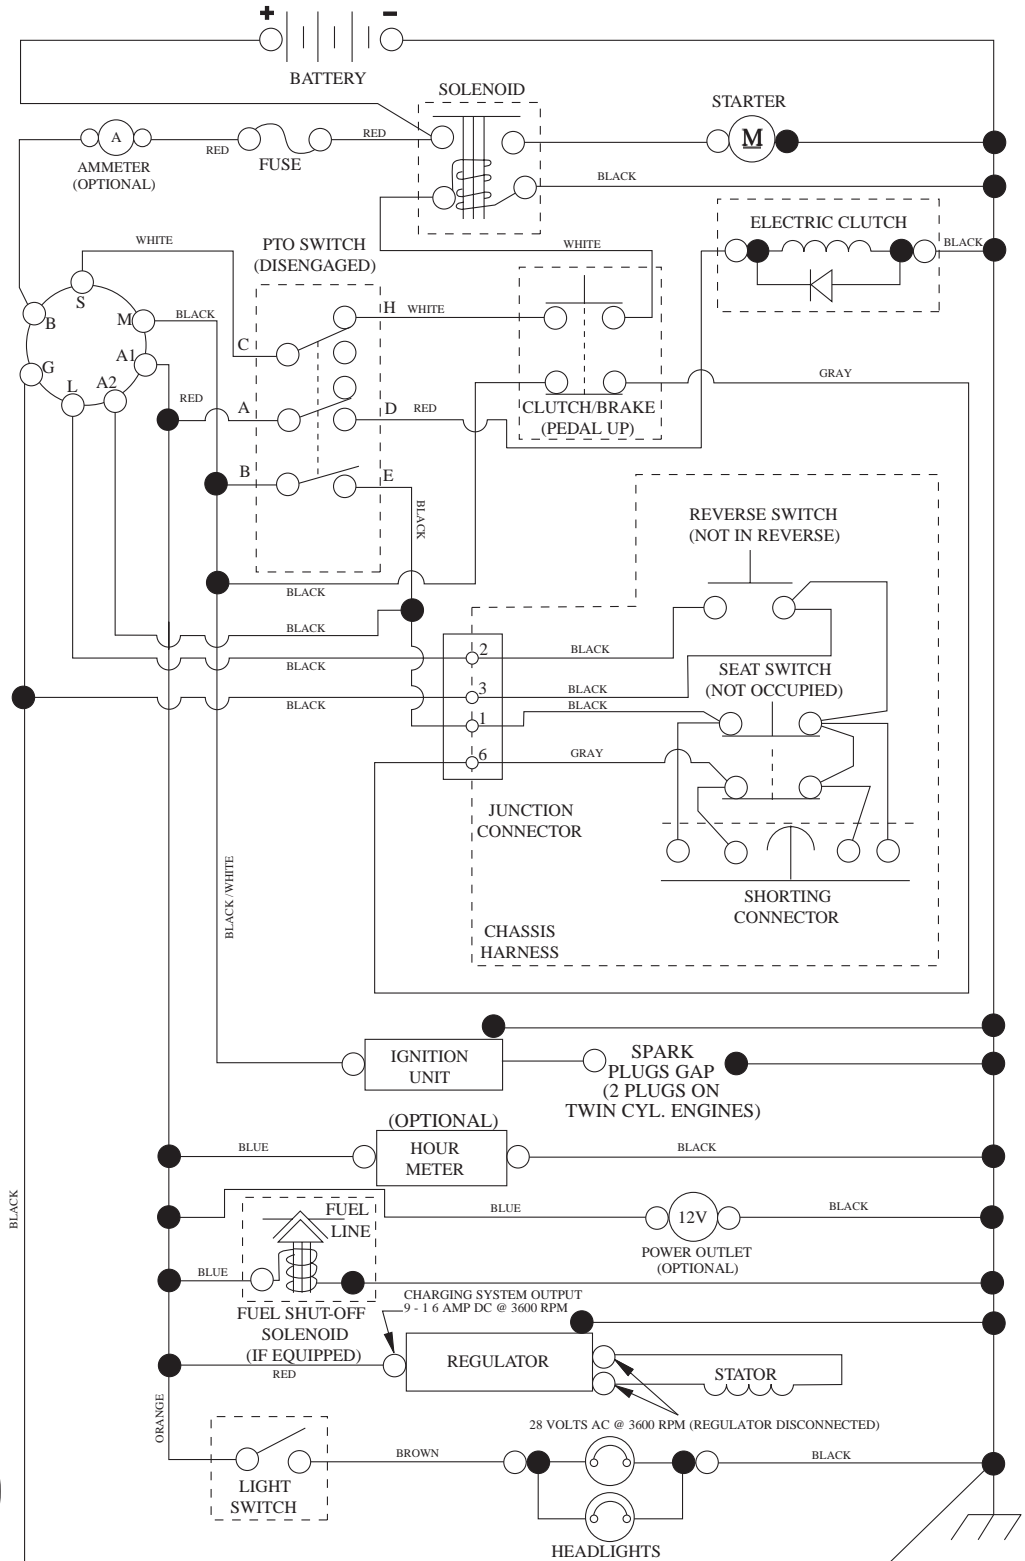 + −
BATTERY
SOLENOID
STARTER
A
RED
FUSE
RED
M
AMMETER
(OPTIONAL)
BLACK
ELECTRIC CLUTCH
BLACK
WHITE
PTO SWITCH
(DISENGAGED)
WHITE
S
B
M
BLACK
H
WHITE
G
A1
C
L
A2
GRAY
RED
A
D
RED
CLUTCH/BRAKE
(PEDAL UP)
B
E
BLACK
REVERSE SWITCH
(NOT IN REVERSE)
BLACK
BLACK
BLACK
2
BLACK
SEAT SWITCH
(NOT OCCUPIED)
3
BLACK
BLACK
BLACK
1
6
GRAY
JUNCTION
CONNECTOR
BLACK /WHITE
SHORTING
CONNECTOR
CHASSIS
HARNESS
IGNITION
UNIT
SPARK
PLUGS GAP
(2 PLUGS ON
TWIN CYL. ENGINES)
(OPTIONAL)
BLUE
HOUR
METER
BLACK
BLACK
FUEL
LINE
BLUE
12V
BLACK
POWER OUTLET
(OPTIONAL)
BLUE
CHARGING SYSTEM OUTPUT
9 - 1 6 AMP DC @ 3600 RPM
FUEL SHUT-OFF
SOLENOID
(IF EQUIPPED)
RED
REGULATOR
STATOR
ORANGE
28 VOLTS AC @ 3600 RPM (REGULATOR DISCONNECTED)
BROWN
BLACK
LIGHT
SWITCH
HEADLIGHTS